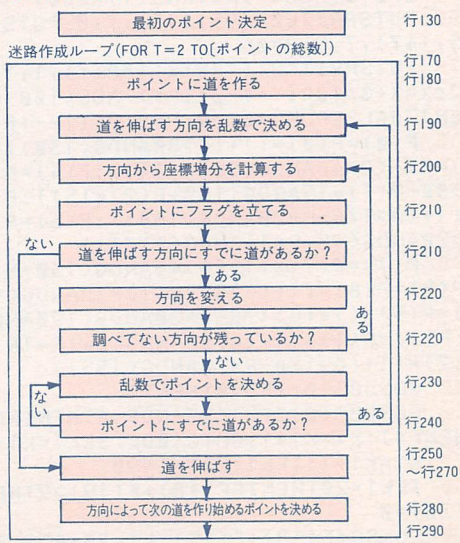 最初のポイント決定 行130
迷路作成ループ(FOR T=2 TO〔ポイントの総数〕)
行170
ポイントに道を作る 行180
道を伸ばす方向を乱数で決める 行190
方向から座標増分を計算する 行200
ポイントにフラグを立てる 行210
ない
道を伸ばす方向にすでに道があるか? 行210
ある
方向を変える 行220
ある
調べてない方向が残っているか? 行220
ない
乱数でポイントを決める 行230
ない
ある
ポイントにすでに道があるか? 行240
道を伸ばす 行250
~行270
方向によって次の道を作り始めるポイントを決める 行280
行290